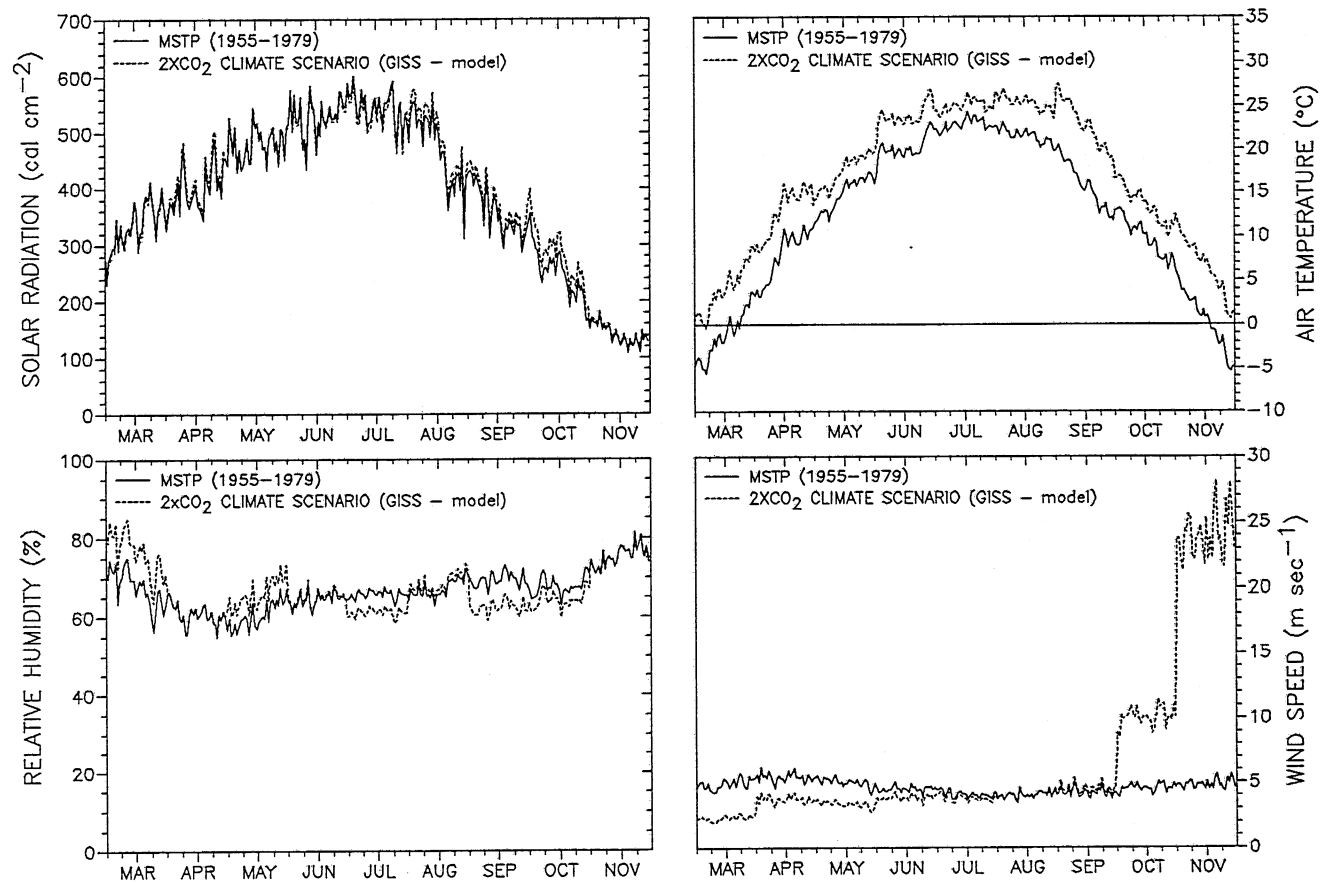 SOLAR RADIATION (cal cm−2)
700
600
500
400
300
200
100
0
MSTP (1955−1979)
2XCO2 CLIMATE SCENARIO (GISS − model)
MAR APR MAY JUN JUL AUG SEP OCT NOV
MSTP (1955−1979)
2XCO2 CLIMATE SCENARIO (GISS − model)
35
30
25
20
15
10
5
0
−5
−10
AIR TEMPERATURE (°C)
MAR APR MAY JUN JUL AUG SEP OCT NOV
RELATIVE HUMIDITY (%)
100
80
60
40
20
0
MSTP (1955−1979)
2xCO2 CLIMATE SCENARIO (GISS − model)
MAR APR MAY JUN JUL AUG SEP OCT NOV
MSTP (1955−1979)
2XCO2 CLIMATE SCENARIO (GISS − model)
30
25
20
15
10
5
0
WIND SPEED (m sec−1)
MAR APR MAY JUN JUL AUG SEP OCT NOV